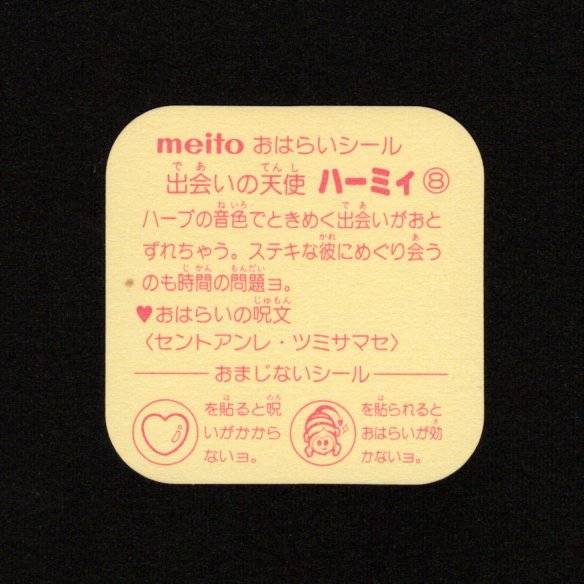 meito おはらいシール
出会いの天使 ハーミィ ⑧
ハープの音色でときめく出会いがおと
ずれちゃう。ステキな彼にめぐり会う
のも時間の問題ョ。
♥おはらいの呪文
〈セントアンレ・ツミサマセ〉
おまじないシール
を貼ると呪
いがかから
ないョ。
を貼られると
おはらいが効
かないョ。